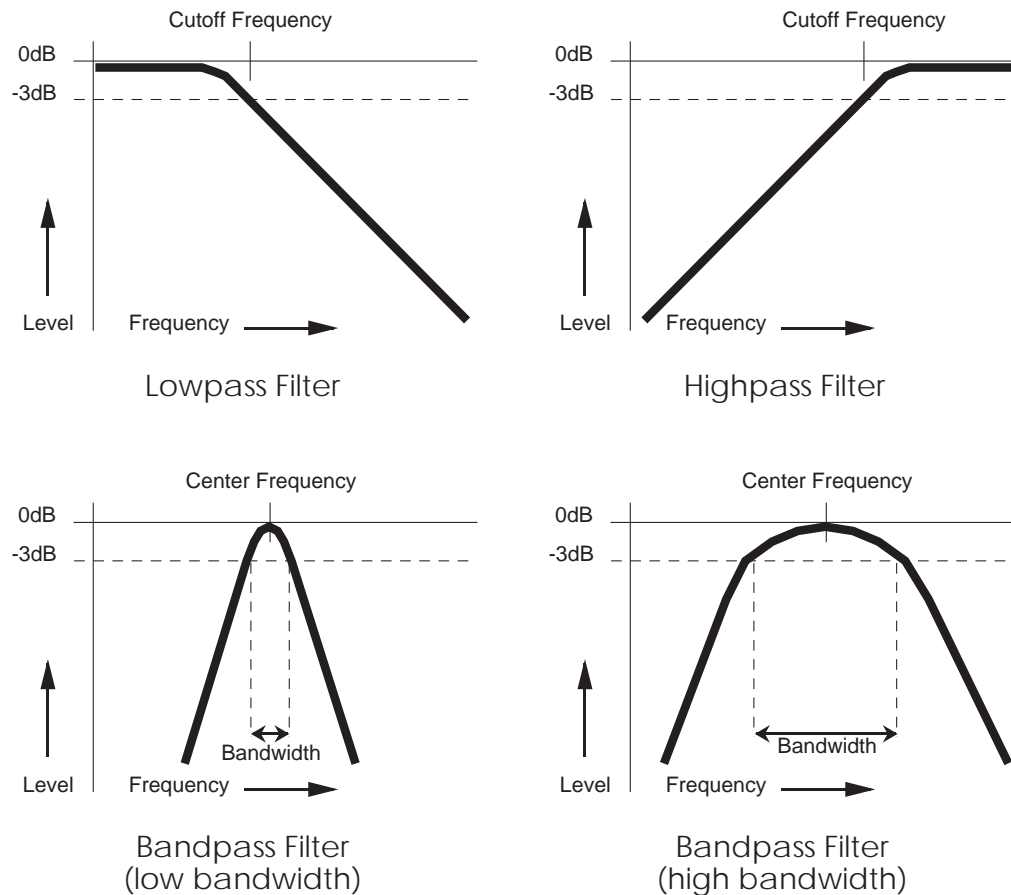 Cutoff Frequency
0dB
-3dB
Level
Frequency
Lowpass Filter
Cutoff Frequency
0dB
-3dB
Level
Frequency
Highpass Filter
Center Frequency
0dB
-3dB
Bandwidth
Level
Frequency
Bandpass Filter
(low bandwidth)
Center Frequency
0dB
-3dB
Bandwidth
Level
Frequency
Bandpass Filter
(high bandwidth)